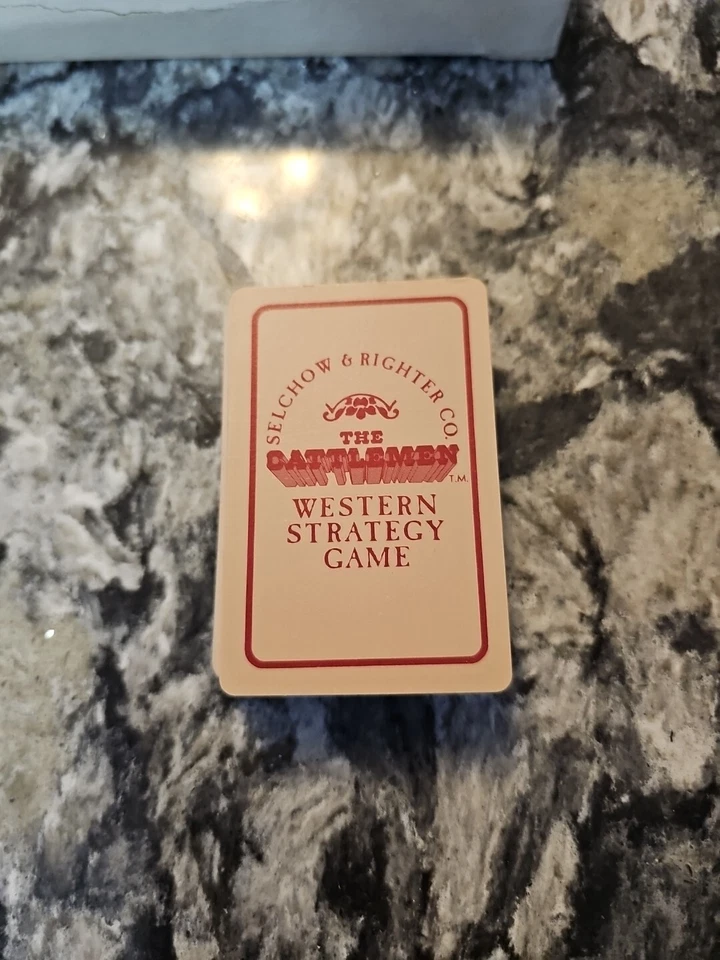 SELCHOW & RIGHTER CO.
THE
CATTLEMEN
T.M.
WESTERN
STRATEGY
GAME